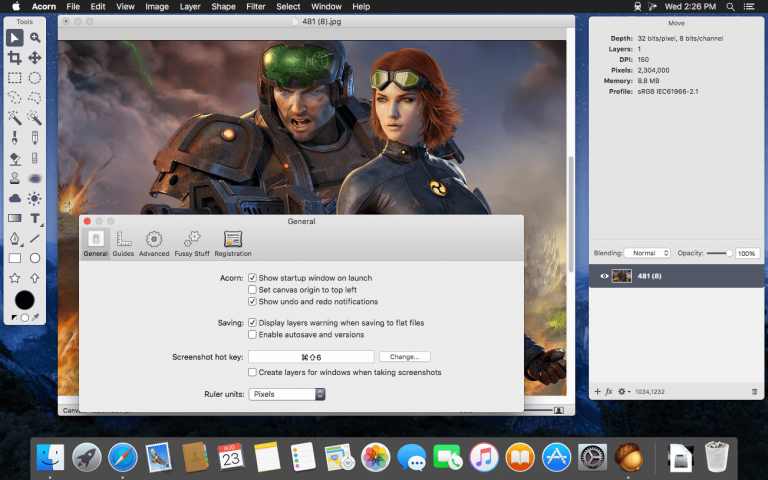 Acorn File Edit View Image Layer Shape Filter Select Window Help Wed 2:26 PM
Tools
481 (8).jpg
Move
Depth: 32 bits/pixel, 8 bits/channel
Layers: 1
DPI: 150
Pixels: 2,304,000
Memory: 8.8 MB
Profile: sRGB IEC61966-2.1
General
General Guides Advanced Fussy Stuff Registration
Acorn: Show startup window on launch
Set canvas origin to top left
Show undo and redo notifications
Saving: Display layers warning when saving to flat files
Enable autosave and versions
Screenshot hot key: ⌘⇧6 Change...
Create layers for windows when taking screenshots
Ruler units: Pixels
Blending: Normal Opacity: 100%
481 (8)
fx 1034,1232
T
AUG
23